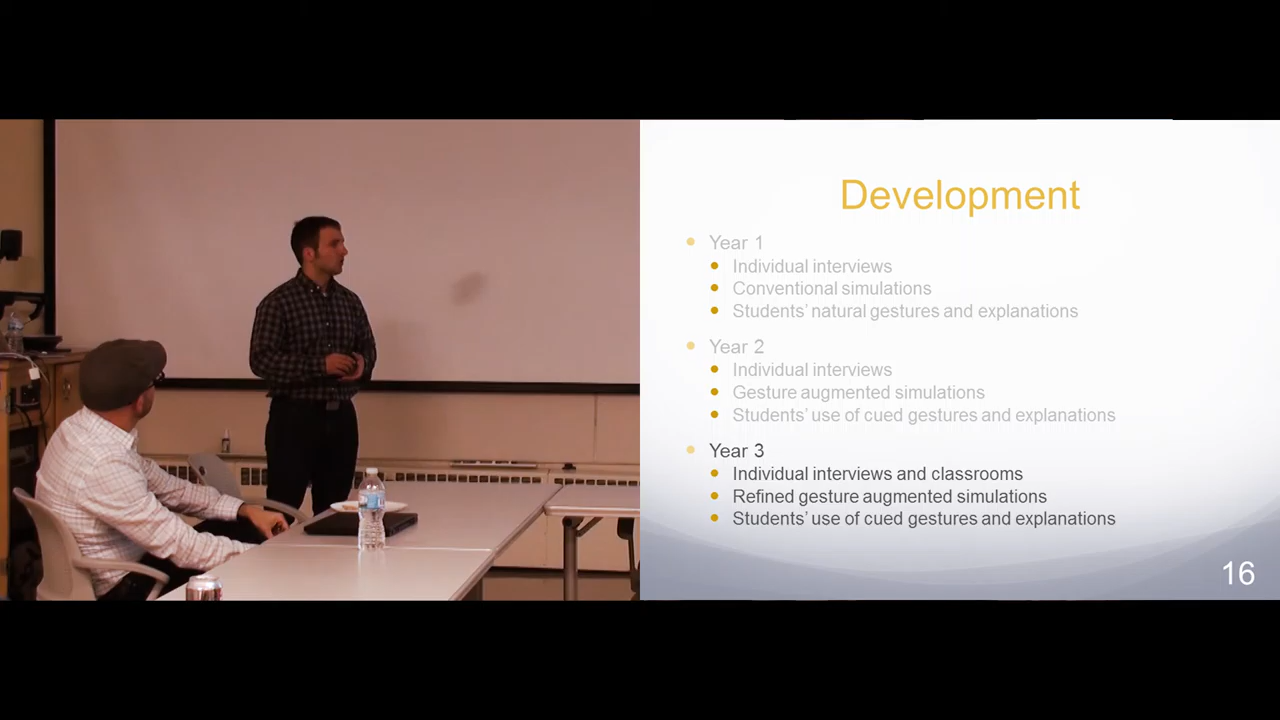 Development
Year 1
Individual interviews
Conventional simulations
Students' natural gestures and explanations
Year 2
Individual interviews
Gesture augmented simulations
Students' use of cued gestures and explanations
Year 3
Individual interviews and classrooms
Refined gesture augmented simulations
Students' use of cued gestures and explanations
16